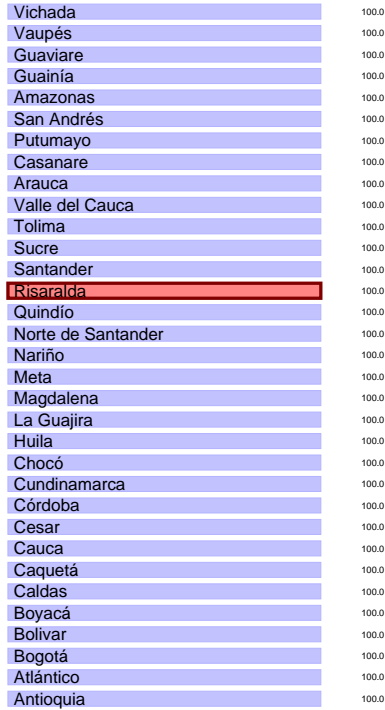 Vichada 100.0
Vaupés 100.0
Guaviare 100.0
Guainía 100.0
Amazonas 100.0
San Andrés 100.0
Putumayo 100.0
Casanare 100.0
Arauca 100.0
Valle del Cauca 100.0
Tolima 100.0
Sucre 100.0
Santander 100.0
Risaralda 100.0
Quindío 100.0
Norte de Santander 100.0
Nariño 100.0
Meta 100.0
Magdalena 100.0
La Guajira 100.0
Huila 100.0
Chocó 100.0
Cundinamarca 100.0
Córdoba 100.0
Cesar 100.0
Cauca 100.0
Caquetá 100.0
Caldas 100.0
Boyacá 100.0
Bolivar 100.0
Bogotá 100.0
Atlántico 100.0
Antioquia 100.0